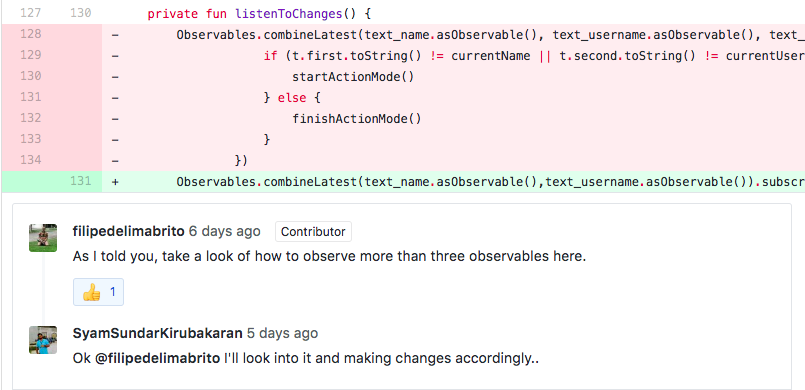 127 130 private fun listenToChanges() {
128 - Observables.combineLatest(text_name.asObservable(), text_username.asObservable(), text_
129 - if (t.first.toString() != currentName || t.second.toString() != currentUser
130 - startActionMode()
131 - } else {
132 - finishActionMode()
133 - }
134 - })
131 + Observables.combineLatest(text_name.asObservable(),text_username.asObservable()).subscr
filipedelimabrito 6 days ago Contributor
As I told you, take a look of how to observe more than three observables here.
👍 1
SyamSundarKirubakaran 5 days ago
Ok @filipedelimabrito I'll look into it and making changes accordingly..